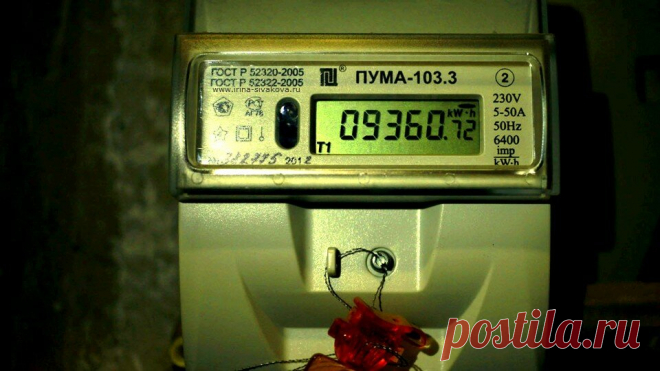 ГОСТ Р 52320-2005
ГОСТ Р 52322-2005
www.irina-sivakova.ru
ПУМА-103.3
2
230V
5-50A
50Hz
6400
imp
kW·h
09360.72
kW·h
T1
2012
postila.ru